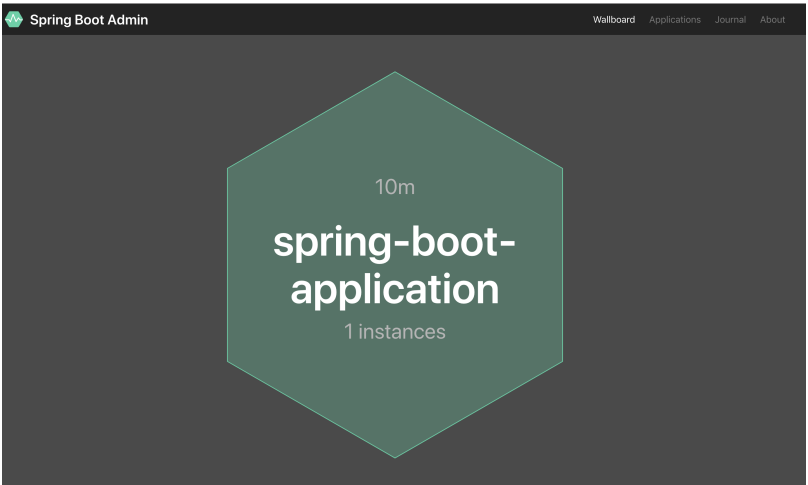 Spring Boot Admin
Wallboard Applications Journal About
10m
spring-boot-
application
1 instances